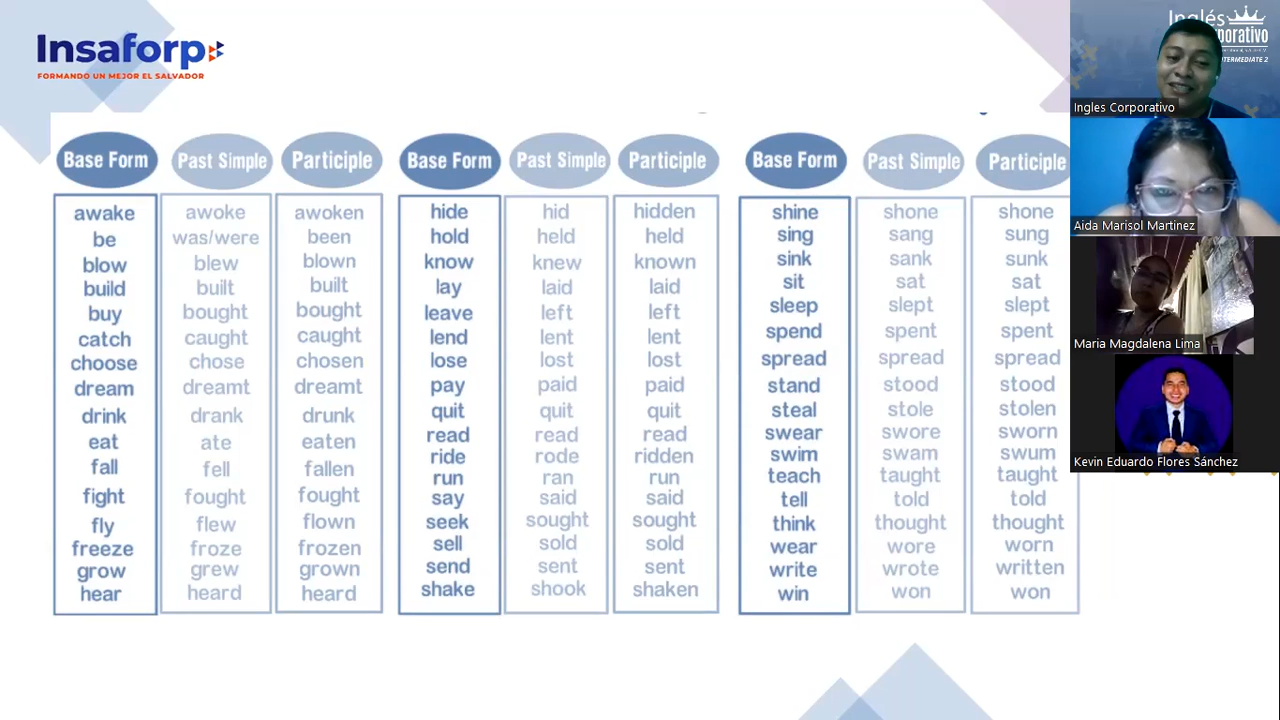 Insaforp
FORMANDO UN MEJOR EL SALVADOR
Base Form Past Simple Participle Base Form Past Simple Participle Base Form Past Simple Participle
awake awoke awoken hide hid hidden shine shone shone
be was/were been hold held held sing sang sung
blow blew blown know knew known sink sank sunk
build built built lay laid laid sit sat sat
buy bought bought leave left left sleep slept slept
catch caught caught lend lent lent spend spent spent
choose chose chosen lose lost lost spread spread spread
dream dreamt dreamt pay paid paid stand stood stood
drink drank drunk quit quit quit steal stole stolen
eat ate eaten read read read swear swore sworn
fall fell fallen ride rode ridden swim swam swum
run ran run teach taught taught
fight fought fought say said said tell told told
fly flew flown seek sought sought think thought thought
freeze froze frozen sell sold sold wear wore worn
grow grew grown send sent sent write wrote written
hear heard heard shake shook shaken win won won
Inglés
INTERMEDIATE 2
Ingles Corporativo
Aida Marisol Martinez
Maria Magdalena Lima
Kevin Eduardo Flores Sánchez